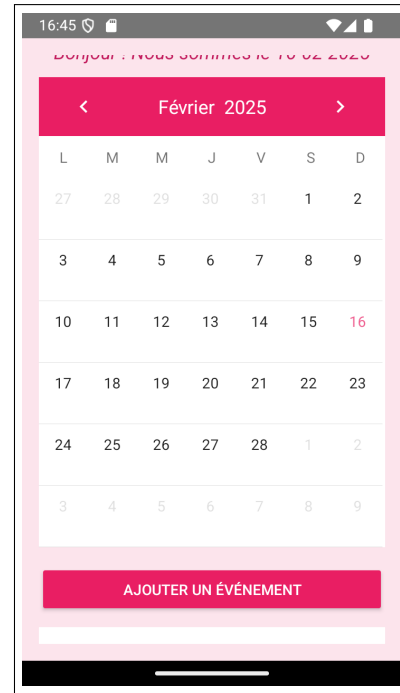 16:45
Bonjour ! Nous sommes le 16-02-2025
Février 2025
L M M J V S D
27 28 29 30 31 1 2
3 4 5 6 7 8 9
10 11 12 13 14 15 16
17 18 19 20 21 22 23
24 25 26 27 28 1 2
3 4 5 6 7 8 9
AJOUTER UN ÉVÉNEMENT